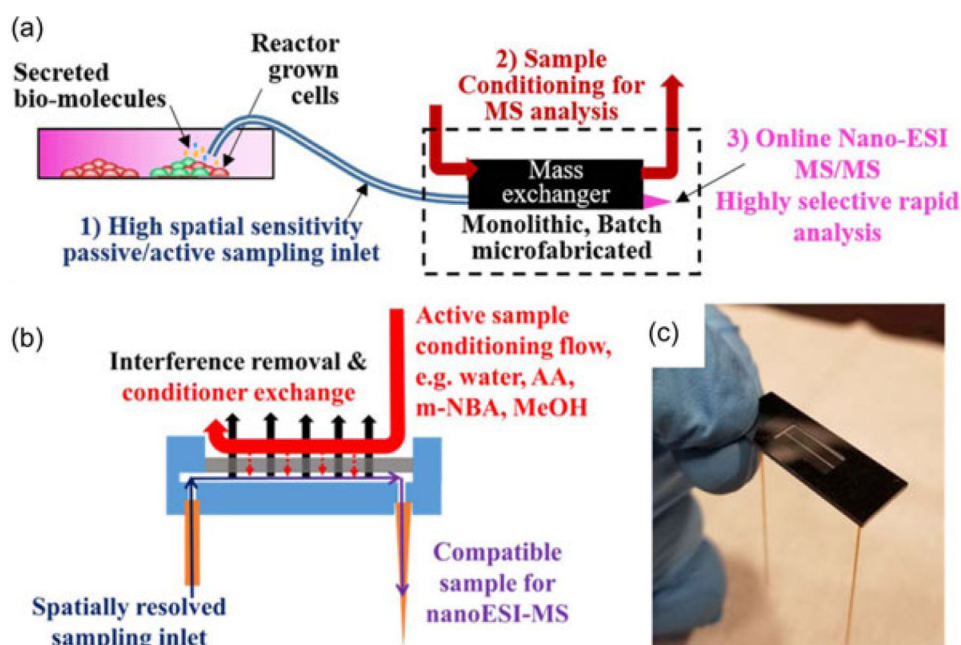 (a)
Secreted
bio-molecules
Reactor
grown
cells
1) High spatial sensitivity
passive/active sampling inlet
2) Sample
Conditioning for
MS analysis
Mass
exchanger
Monolithic, Batch
microfabricated
3) Online Nano-ESI
MS/MS
Highly selective rapid
analysis
(b)
Interference removal &
conditioner exchange
Active sample
conditioning flow,
e.g. water, AA,
m-NBA, MeOH
Spatially resolved
sampling inlet
Compatible
sample for
nanoESI-MS
(c)